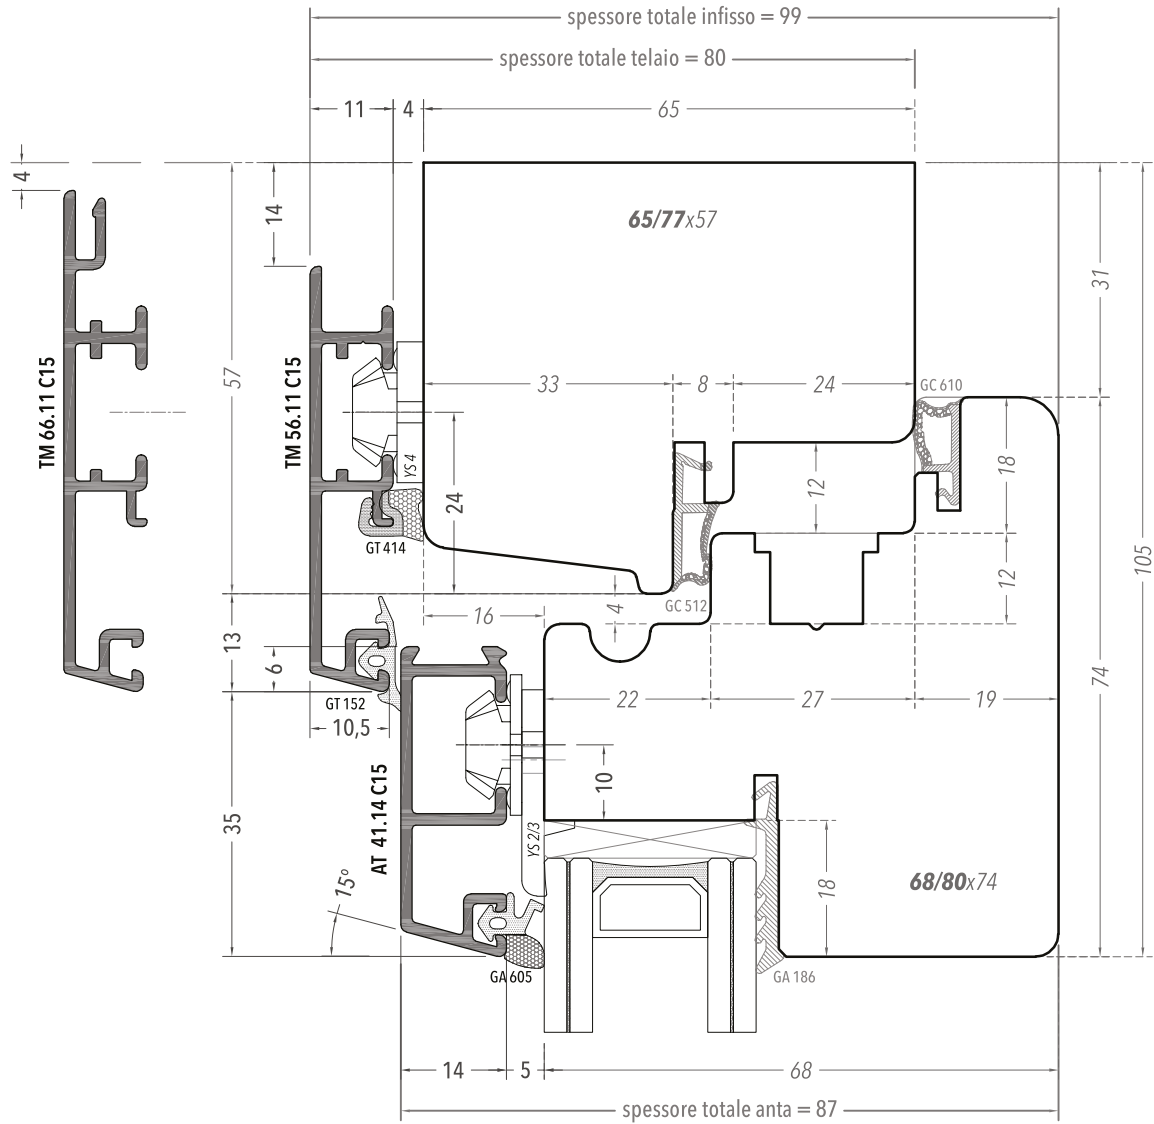 spessore totale infisso = 99
spessore totale telaio = 80
11
4
65
4
14
65/77x57
31
TM 66.11 C15
57
TM 56.11 C15
33
8
24
GC 610
YS 4
24
12
18
GT 414
105
12
GC 512
4
16
13
6
74
GT 152
10,5
22
27
19
10
AT 41.14 C15
35
YS 2/3
15°
18
68/80x74
GA 605
GA 186
14
5
68
spessore totale anta = 87